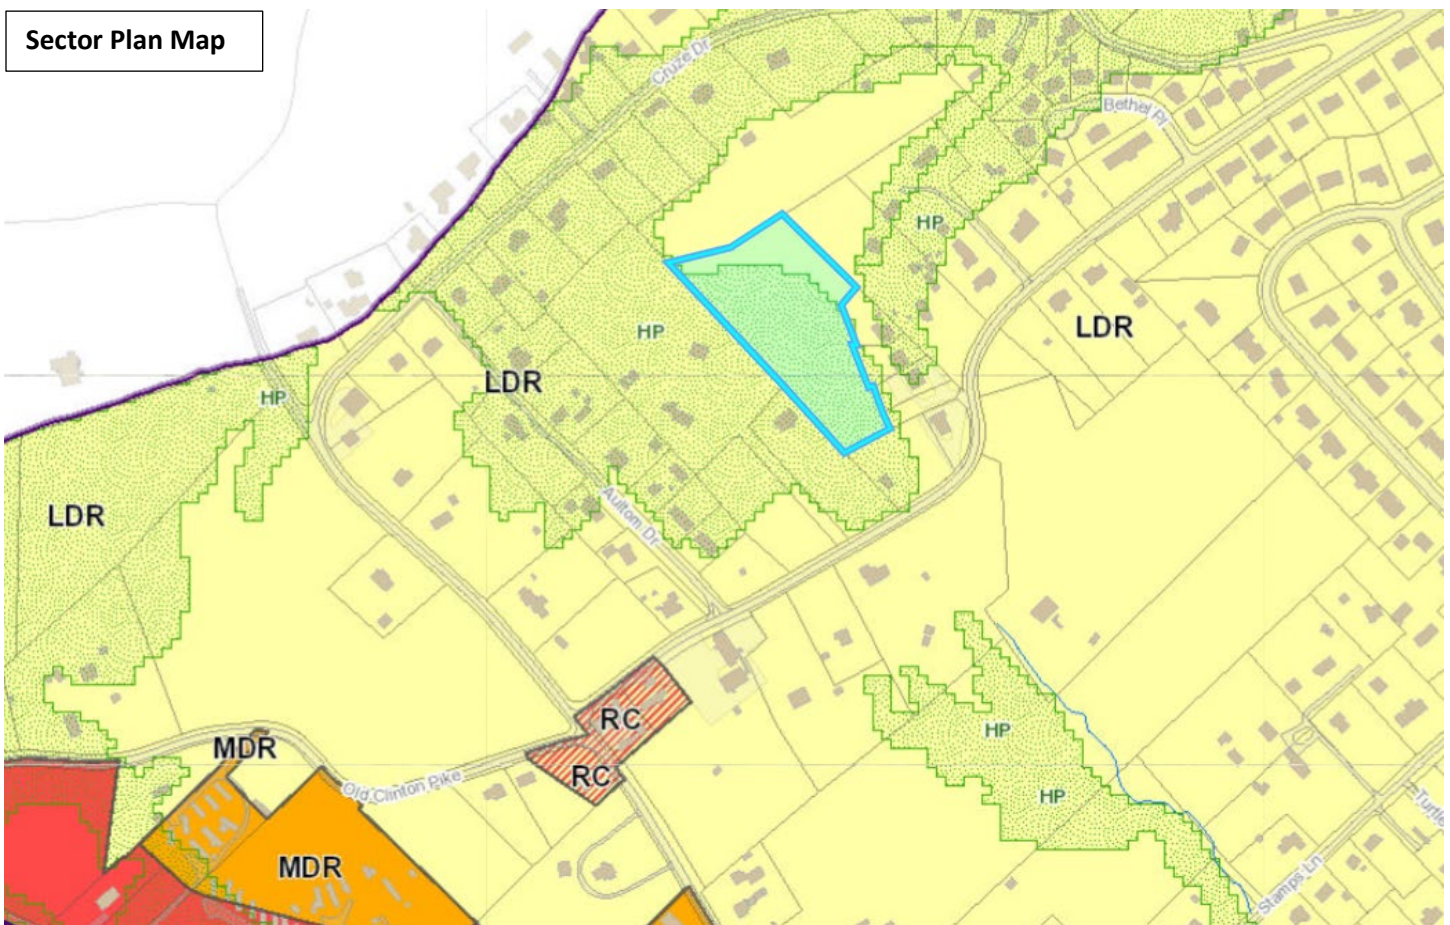 Sector Plan Map
Cruze Dr
Bethel Pl
HP
LDR
HP
LDR
HP
LDR
Aultom Dr
RC
HP
MDR
RC
Old Clinton Pike
HP
MDR
Stamps Ln